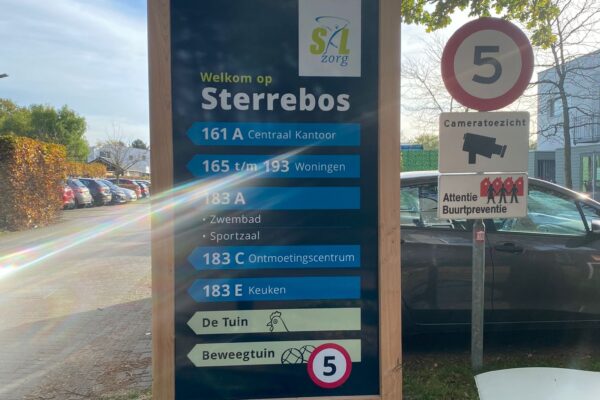 SXL
zorg
Welkom op
Sterrebos
161 A Centraal Kantoor
165 t/m 193 Woningen
183 A
• Zwembad
• Sportzaal
183 C Ontmoetingscentrum
183 E Keuken
De Tuin
Beweegtuin
5
5
Cameratoezicht
Attentie
Buurtpreventie